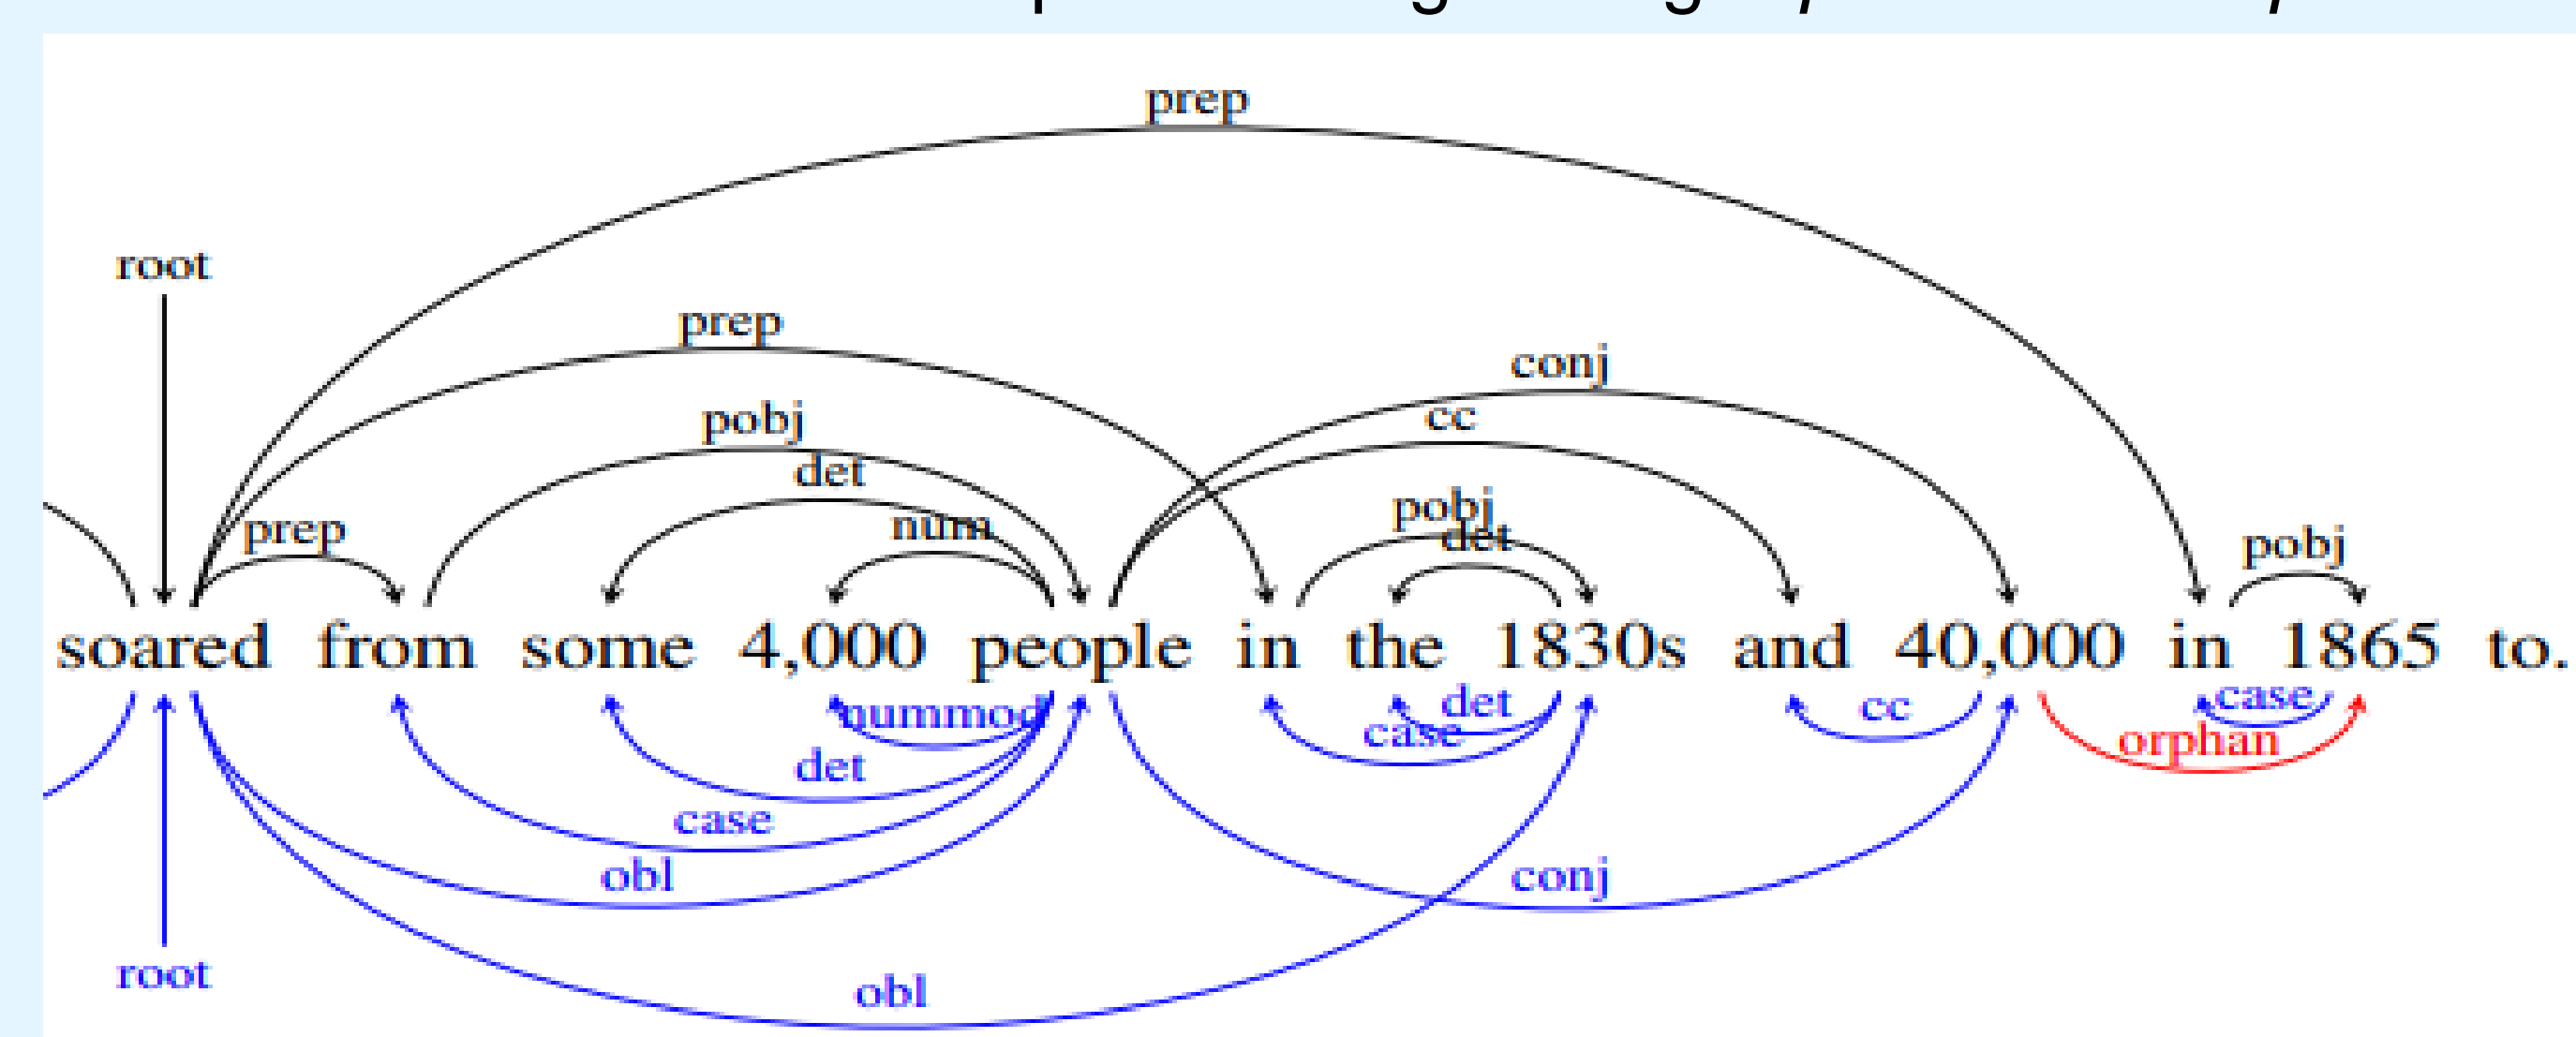 prep
root
prep
conj
pobj
cc
det
pobj
prep
num
det
pobj
soared from some 4,000 people in the 1830s and 40,000 in 1865 to.
nummod
det
cc
case
case
orphan
det
case
obl
conj
root
obl